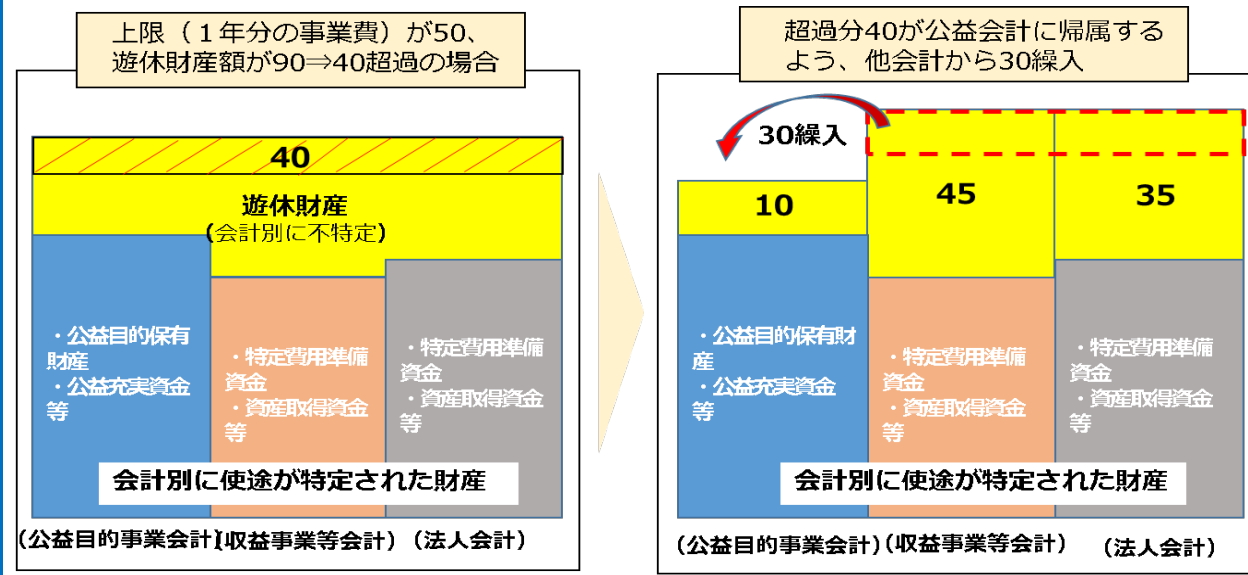 上限（１年分の事業費）が50、
遊休財産額が90⇒40超過の場合
40
遊休財産
(会計別に不特定)
・公益目的保有
財産
・公益充実資金
等
・特定費用準備
資金
・資産取得資金
等
・特定費用準備
資金
・資産取得資金
等
会計別に使途が特定された財産
(公益目的事業会計)
(収益事業等会計)
(法人会計)
超過分40が公益会計に帰属する
よう、他会計から30繰入
30繰入
10
45
35
・公益目的保有財
産
・公益充実資金
等
・特定費用準備
資金
・資産取得資金
等
・特定費用準備
資金
・資産取得資金
等
会計別に使途が特定された財産
(公益目的事業会計)
(収益事業等会計)
(法人会計)